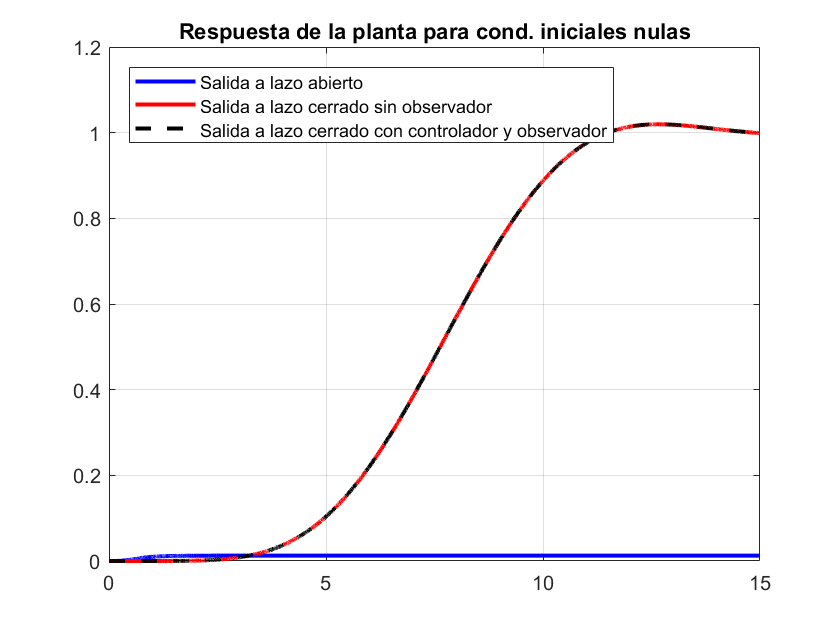 Respuesta de la planta para cond. iniciales nulas
1.2
Salida a lazo abierto
Salida a lazo cerrado sin observador
Salida a lazo cerrado con controlador y observador
1
0.8
0.6
0.4
0.2
0
0 5 10 15